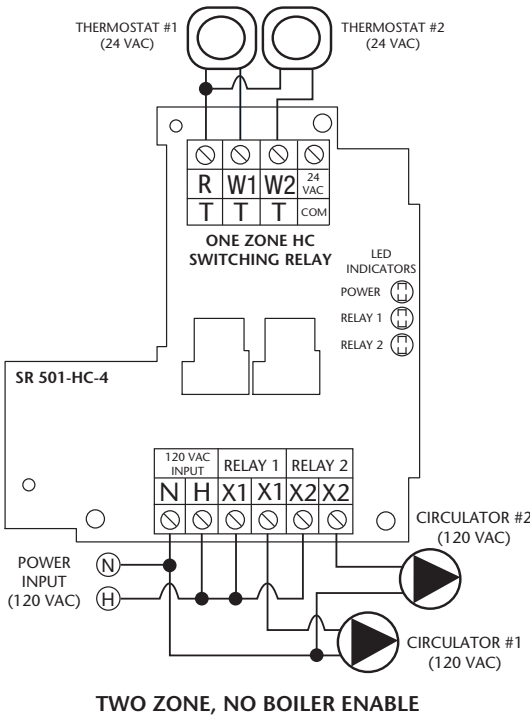 THERMOSTAT #1
(24 VAC)
THERMOSTAT #2
(24 VAC)
R W1 W2 24 VAC
T T T COM
ONE ZONE HC
SWITCHING RELAY
LED
INDICATORS
POWER
RELAY 1
RELAY 2
SR 501-HC-4
120 VAC
INPUT
RELAY 1
RELAY 2
N H X1 X1 X2 X2
POWER
INPUT
(120 VAC)
N
H
CIRCULATOR #2
(120 VAC)
CIRCULATOR #1
(120 VAC)
TWO ZONE, NO BOILER ENABLE